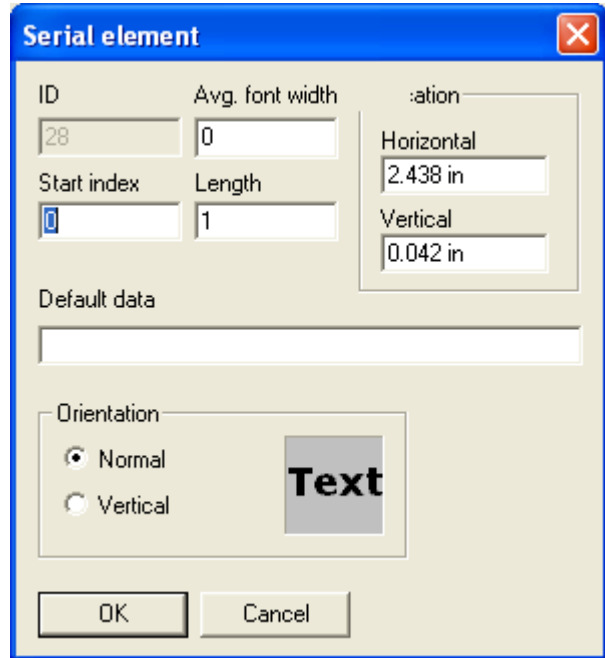 Serial element
ID
Avg. font width
:ation
28
0
Horizontal
2.438 in
Start index
Length
0
1
Vertical
0.042 in
Default data
Orientation
Normal
Text
Vertical
OK
Cancel